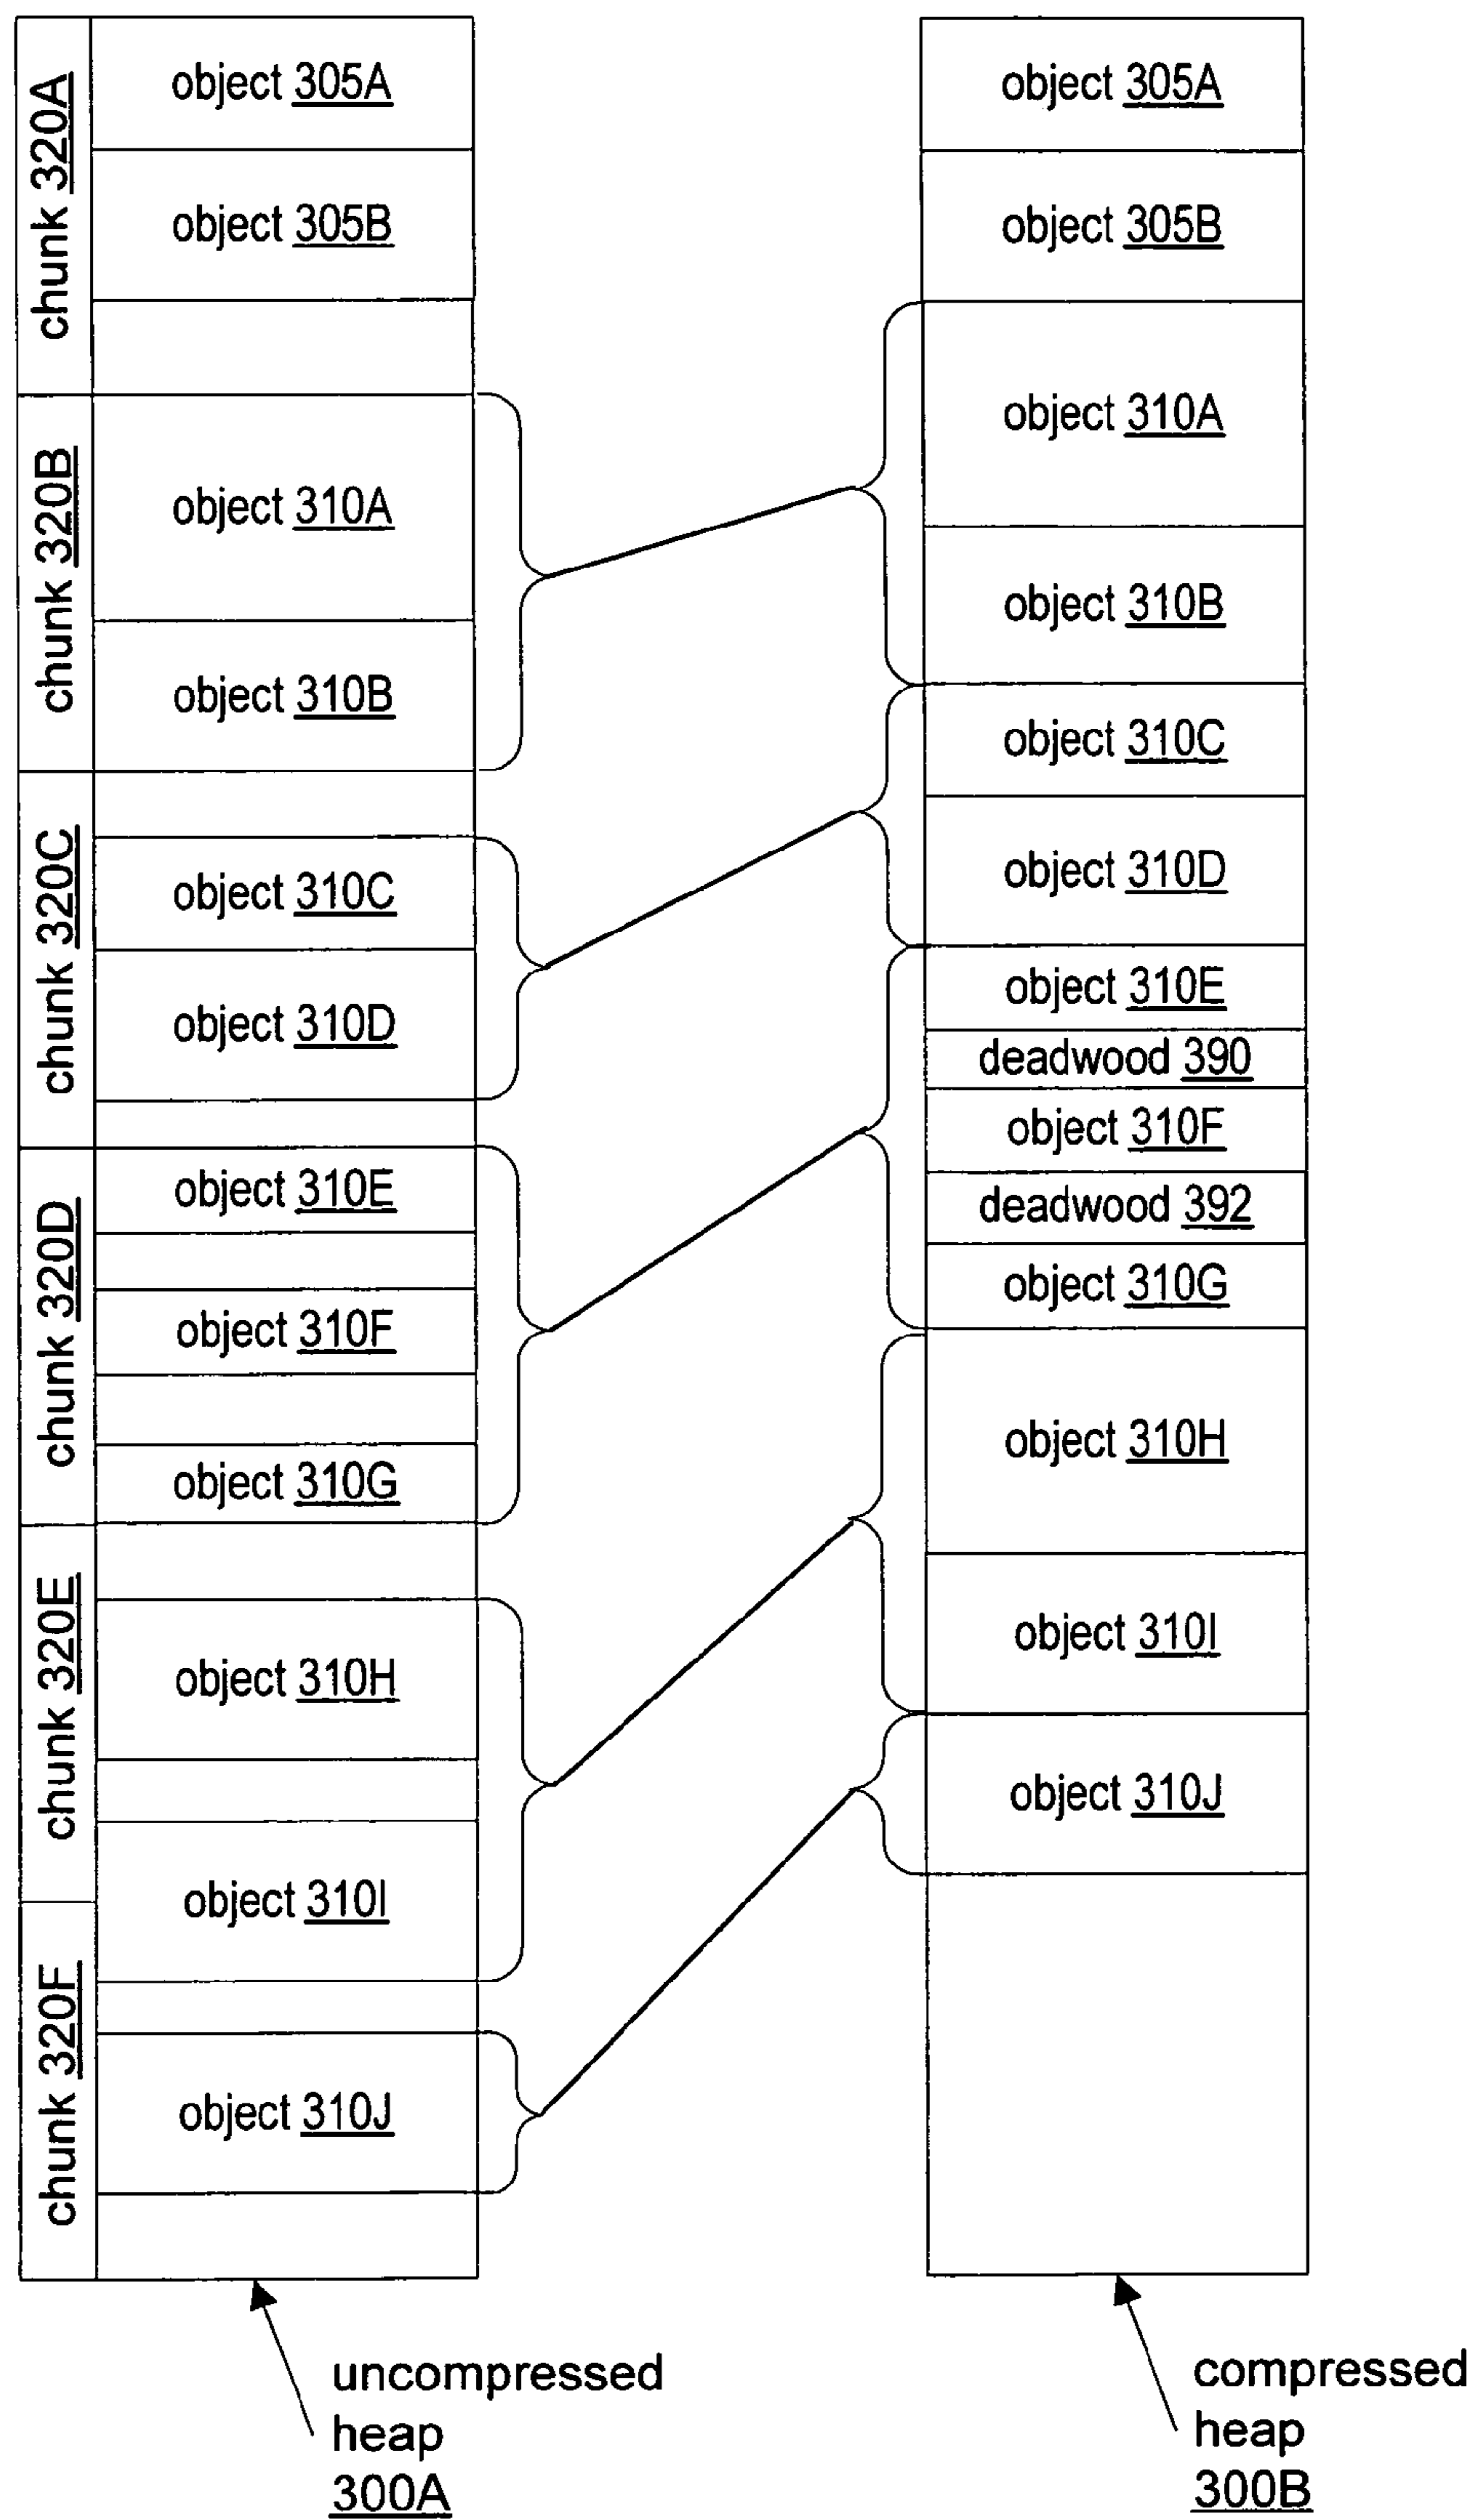 chunk 320A
object 305A
object 305B
chunk 320B
object 310A
object 310B
chunk 320C
object 310C
object 310D
chunk 320D
object 310E
object 310F
object 310G
chunk 320E
object 310H
object 310I
chunk 320F
object 310J
uncompressed
heap
300A
object 305A
object 305B
object 310A
object 310B
object 310C
object 310D
object 310E
deadwood 390
object 310F
deadwood 392
object 310G
object 310H
object 310I
object 310J
compressed
heap
300B